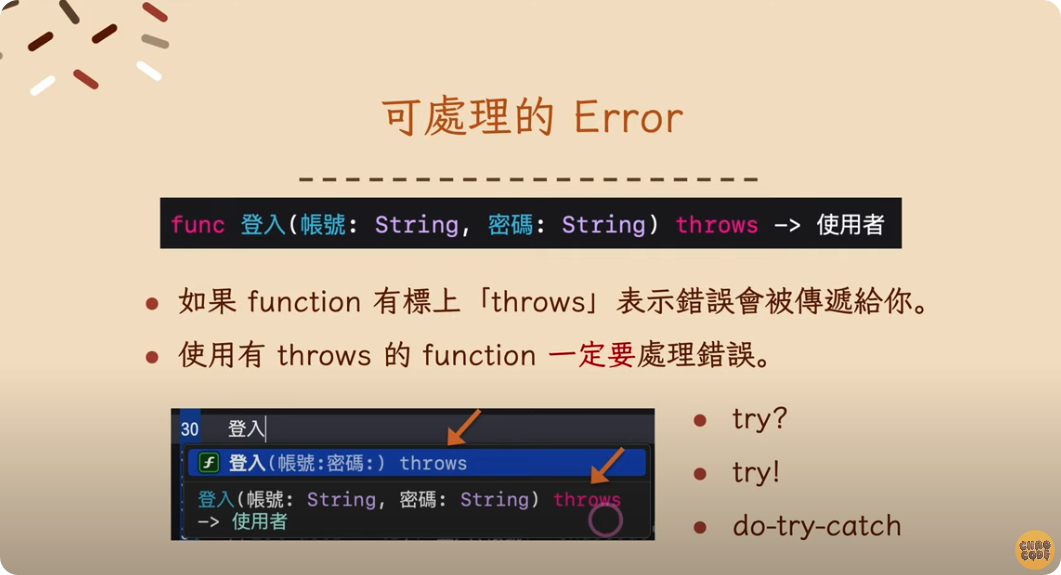 可處理的 Error
func 登入(帳號: String, 密碼: String) throws -> 使用者
如果 function 有標上「throws」表示錯誤會被傳遞給你。
使用有 throws 的 function 一定要處理錯誤。
30 登入
f 登入(帳號:密碼:) throws
登入(帳號: String, 密碼: String) throws
-> 使用者
try?
try!
do-try-catch
CHAO
CODE